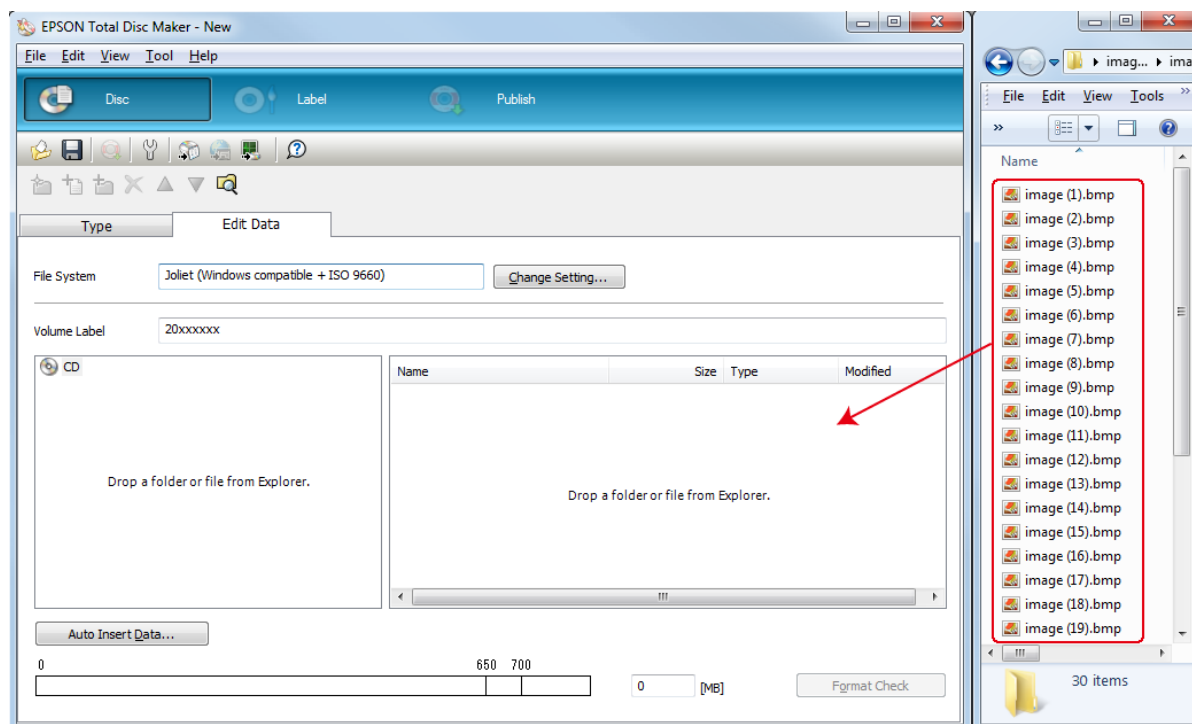 EPSON Total Disc Maker - New
File Edit View Tool Help
Disc Label Publish
Type Edit Data
File System Joliet (Windows compatible + ISO 9660) Change Setting...
Volume Label 20xxxxxx
CD
Drop a folder or file from Explorer.
Name Size Type Modified
Drop a folder or file from Explorer.
Auto Insert Data...
0 650 700
0 [MB] Format Check
imag... ima
File Edit View Tools »
»
Name
image (1).bmp
image (2).bmp
image (3).bmp
image (4).bmp
image (5).bmp
image (6).bmp
image (7).bmp
image (8).bmp
image (9).bmp
image (10).bmp
image (11).bmp
image (12).bmp
image (13).bmp
image (14).bmp
image (15).bmp
image (16).bmp
image (17).bmp
image (18).bmp
image (19).bmp
30 items